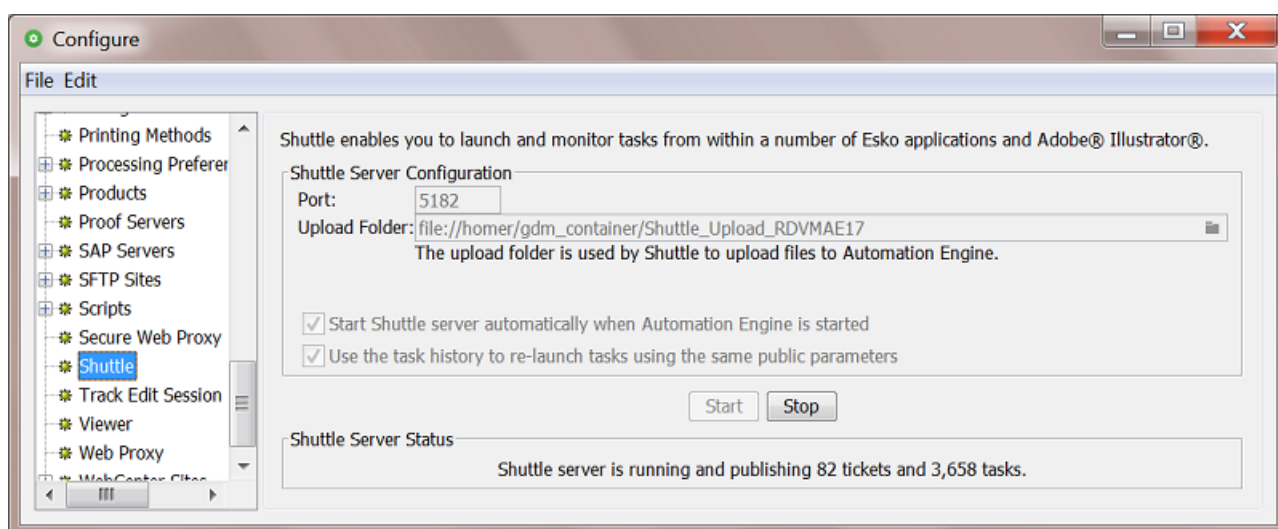 Configure
File Edit
Printing Methods
Processing Prefere
Products
Proof Servers
SAP Servers
SFTP Sites
Scripts
Secure Web Proxy
Shuttle
Track Edit Session
Viewer
Web Proxy
WebCenter Sites
Shuttle enables you to launch and monitor tasks from within a number of Esko applications and Adobe® Illustrator®.
Shuttle Server Configuration
Port: 5182
Upload Folder: file://homer/gdm_container/Shuttle_Upload_RDVMAE17
The upload folder is used by Shuttle to upload files to Automation Engine.
Start Shuttle server automatically when Automation Engine is started
Use the task history to re-launch tasks using the same public parameters
Start Stop
Shuttle Server Status
Shuttle server is running and publishing 82 tickets and 3,658 tasks.